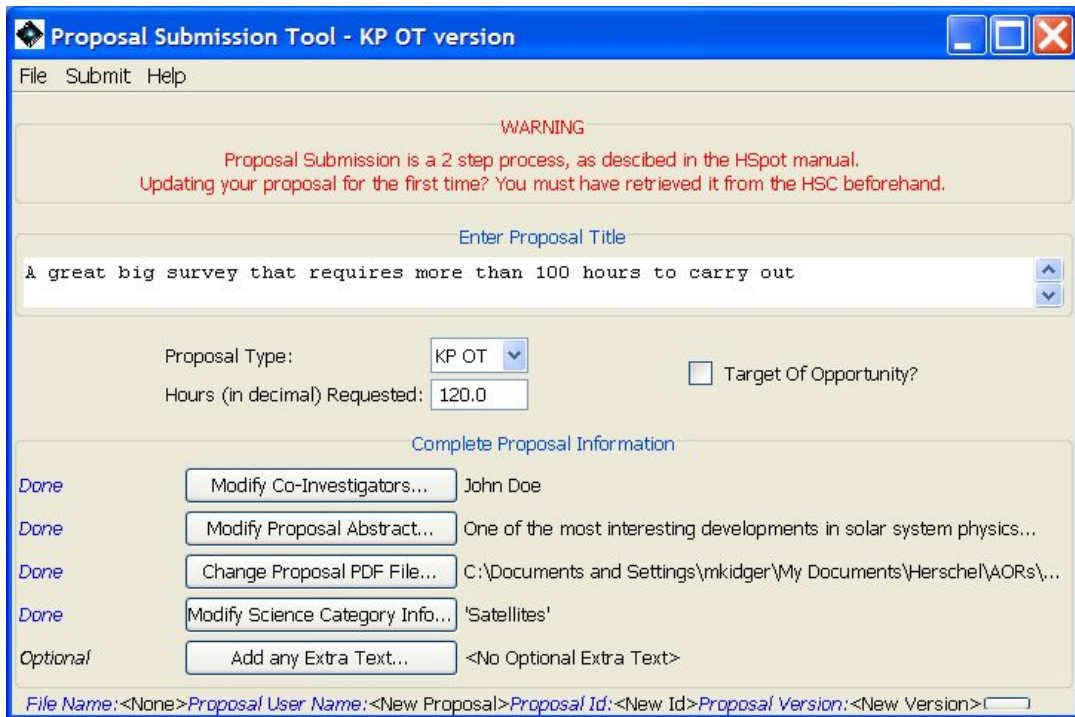 Proposal Submission Tool - KP OT version
File Submit Help
WARNING
Proposal Submission is a 2 step process, as descibed in the HSpot manual.
Updating your proposal for the first time? You must have retrieved it from the HSC beforehand.
Enter Proposal Title
A great big survey that requires more than 100 hours to carry out
Proposal Type: KP OT
Target Of Opportunity?
Hours (in decimal) Requested: 120.0
Complete Proposal Information
Done Modify Co-Investigators... John Doe
Done Modify Proposal Abstract... One of the most interesting developments in solar system physics...
Done Change Proposal PDF File... C:\Documents and Settings\mkidger\My Documents\Herschel\AORs\...
Done Modify Science Category Info... 'Satellites'
Optional Add any Extra Text... <No Optional Extra Text>
File Name:<None>Proposal User Name:<New Proposal>Proposal Id:<New Id>Proposal Version:<New Version>